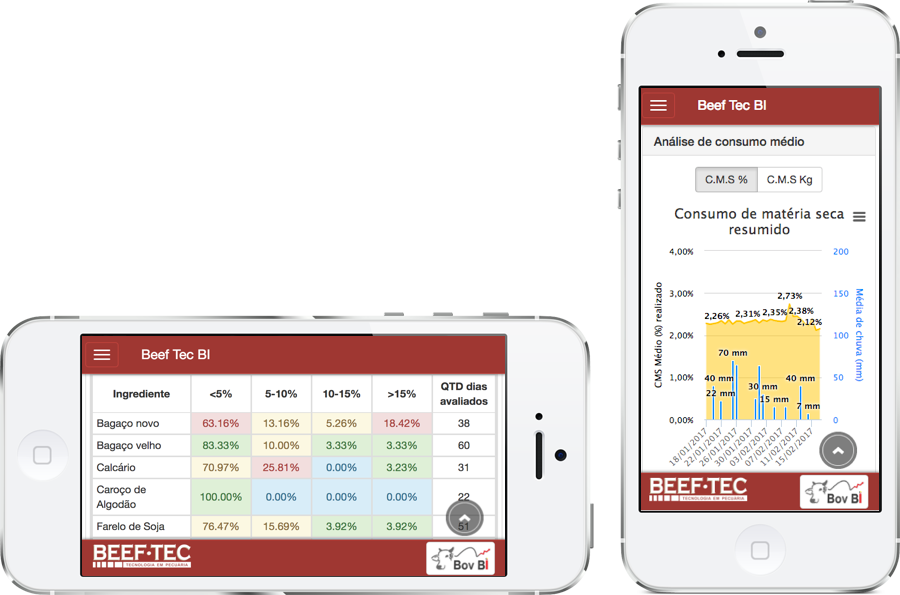 Beef Tec BI
Ingrediente <5% 5-10% 10-15% >15% QTD dias avaliados
Bagaço novo 63.16% 13.16% 5.26% 18.42% 38
Bagaço velho 83.33% 10.00% 3.33% 3.33% 60
Calcário 70.97% 25.81% 0.00% 3.23% 31
Caroço de Algodão 100.00% 0.00% 0.00% 0.00% 22
Farelo de Soja 76.47% 15.69% 3.92% 3.92% 51
BEEF·TEC
TECNOLOGIA EM PECUÁRIA
Bov BI
Beef Tec BI
Análise de consumo médio
C.M.S % C.M.S Kg
Consumo de matéria seca
resumido
4,00% 200
3,00% 150
2,00% 100
1,00% 50
0,00% 0
CMS Médio (%) realizado
Média de chuva (mm)
2,26% 2,31% 2,35% 2,73% 2,38% 2,12%
70 mm
40 mm 30 mm 40 mm
22 mm 15 mm 7 mm
18/01/2017 22/01/2017 26/01/2017 30/01/2017 03/02/2017 07/02/2017 11/02/2017 15/02/2017
BEEF·TEC
TECNOLOGIA EM PECUÁRIA
Bov BI